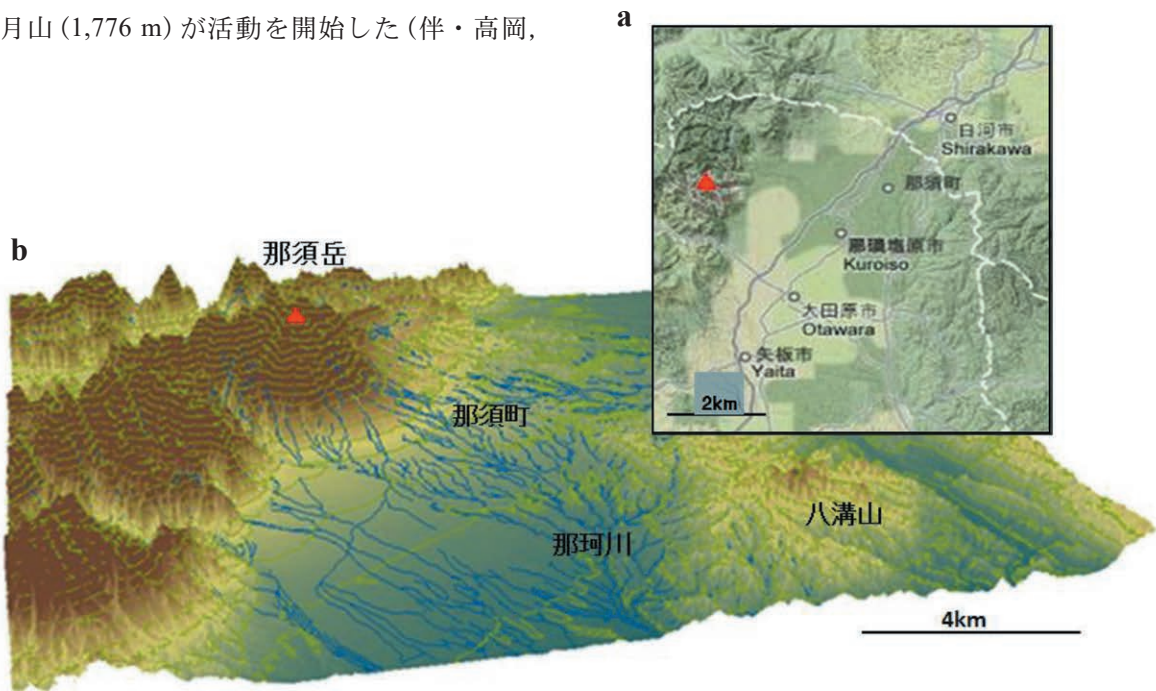 月山 (1,776 m) が活動を開始した (伴・高岡,
a
白河市
Shirakawa
那須町
那須塩原市
Kuroiso
大田原市
Otawara
矢板市
Yaita
2km
b
那須岳
那須町
那珂川
八溝山
4km